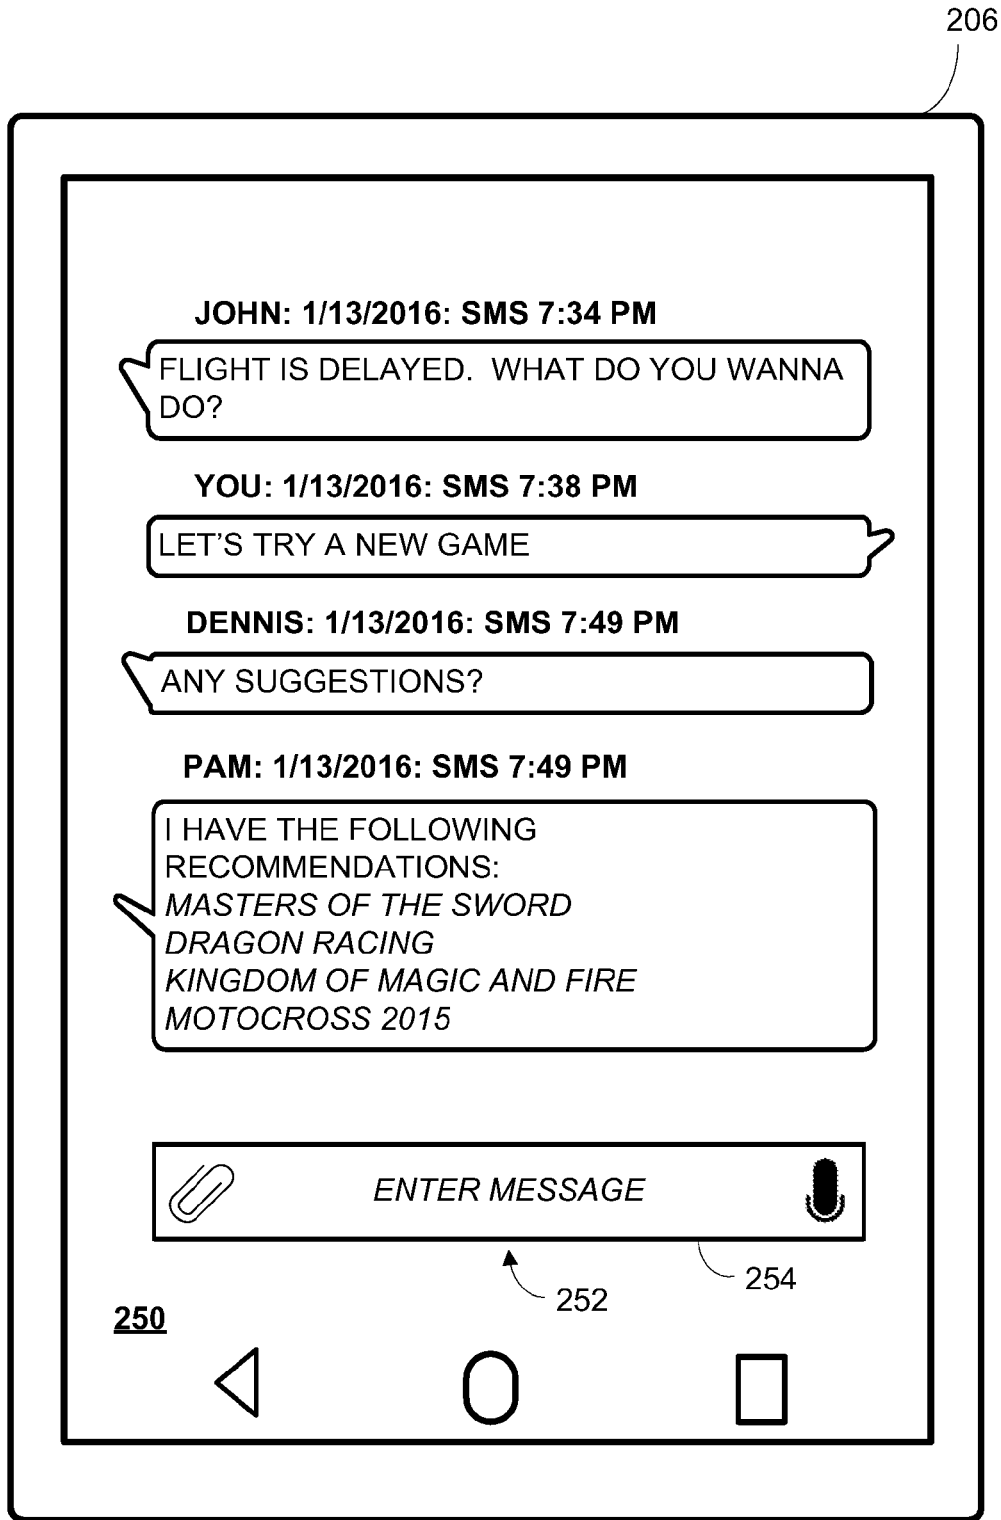 206
JOHN: 1/13/2016: SMS 7:34 PM
FLIGHT IS DELAYED.  WHAT DO YOU WANNA
DO?
YOU: 1/13/2016: SMS 7:38 PM
LET’S TRY A NEW GAME
DENNIS: 1/13/2016: SMS 7:49 PM
ANY SUGGESTIONS?
PAM: 1/13/2016: SMS 7:49 PM
I HAVE THE FOLLOWING
RECOMMENDATIONS:
MASTERS OF THE SWORD
DRAGON RACING
KINGDOM OF MAGIC AND FIRE
MOTOCROSS 2015
ENTER MESSAGE
254
252
250